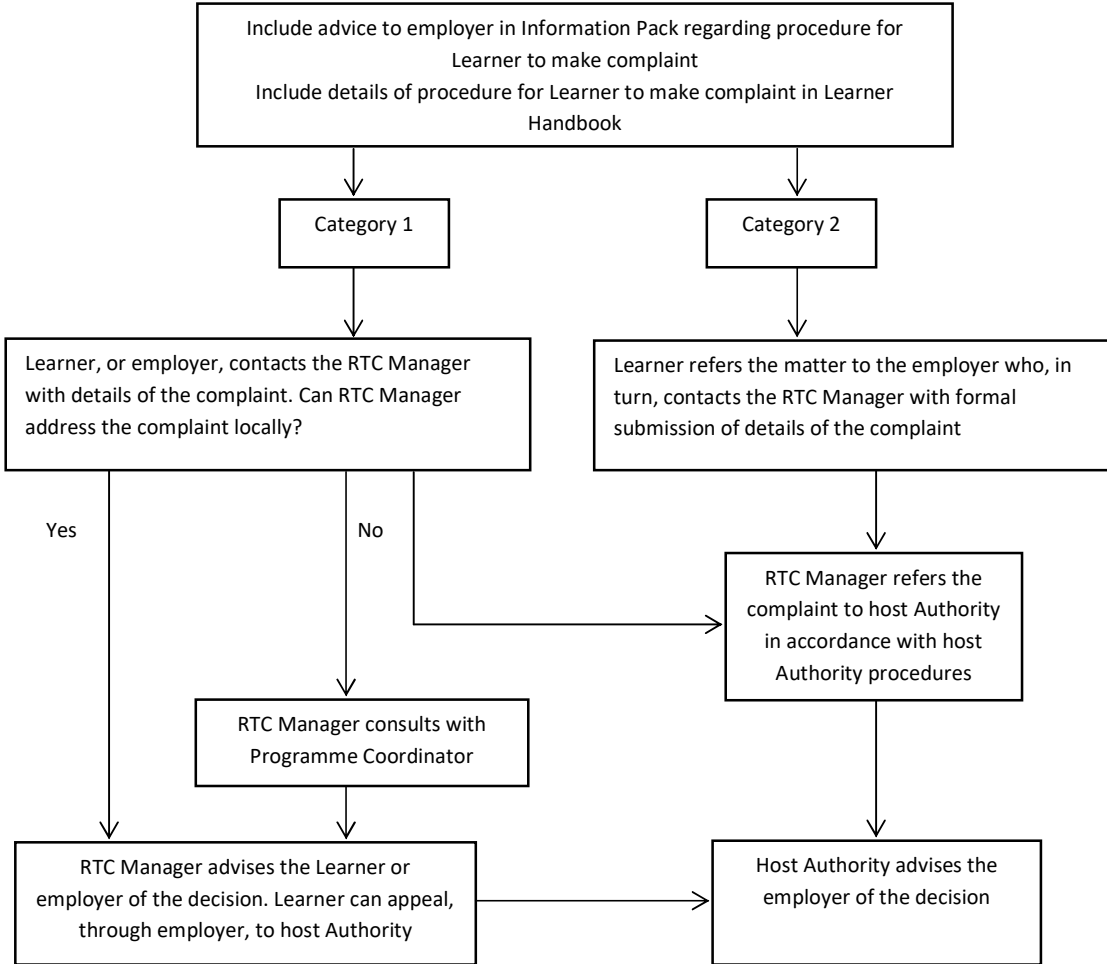 Include advice to employer in Information Pack regarding procedure for
Learner to make complaint
Include details of procedure for Learner to make complaint in Learner
Handbook
Category 1
Category 2
Learner, or employer, contacts the RTC Manager
with details of the complaint. Can RTC Manager
address the complaint locally?
Learner refers the matter to the employer who, in
turn, contacts the RTC Manager with formal
submission of details of the complaint
Yes
No
RTC Manager refers the
complaint to host Authority
in accordance with host
Authority procedures
RTC Manager consults with
Programme Coordinator
RTC Manager advises the Learner or
employer of the decision. Learner can appeal,
through employer, to host Authority
Host Authority advises the
employer of the decision